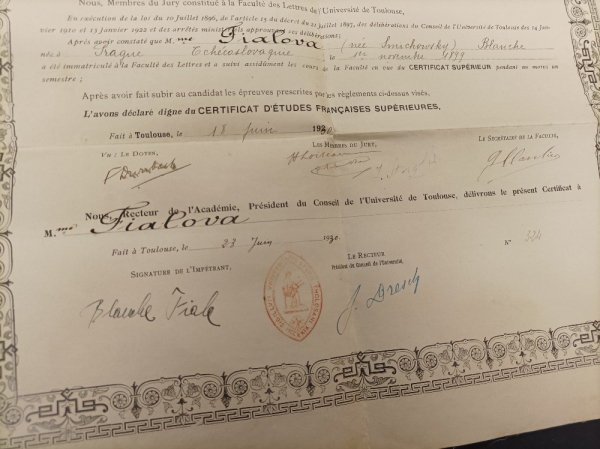 Nous, Membres du Jury constitué à la Faculté des Lettres de l'Université de Toulouse,
En exécution de la loi du 10 Juillet 1896, de l'article 15 du décret du 21 Juillet 1897, des délibérations du Conseil de l'Université de Toulouse des 24 Jan-
vier 1910 et 13 Janvier 1922 et des arrêtés ministériels approuvant ces délibérations;
Après avoir constaté que M.me Fialova (née Smichowsky) Blanche
née à Prague Tchécoslovaquie le 1er novembre 1899
a été immatriculé à la Faculté des Lettres et a suivi assidûment les cours de la Faculté en vue du CERTIFICAT SUPÉRIEUR pendant au moins un
semestre;
Après avoir fait subir au candidat les épreuves prescrites par les règlements ci-dessus visés,
L'avons déclaré digne du CERTIFICAT D'ÉTUDES FRANÇAISES SUPÉRIEURES,
Fait à Toulouse, le 18 Juin 1930
VU: LE DOYEN,
LES MEMBRES DU JURY,
LE SECRÉTAIRE DE LA FACULTÉ,
Nous, Recteur de l'Académie, Président du Conseil de l'Université de Toulouse, délivrons le présent Certificat à
M.me Fialova
Fait à Toulouse, le 23 Juin 1930
N°
SIGNATURE DE L'IMPÉTRANT,
LE RECTEUR
Président du Conseil de l'Université,
Blanche Fiale
J. Dresch